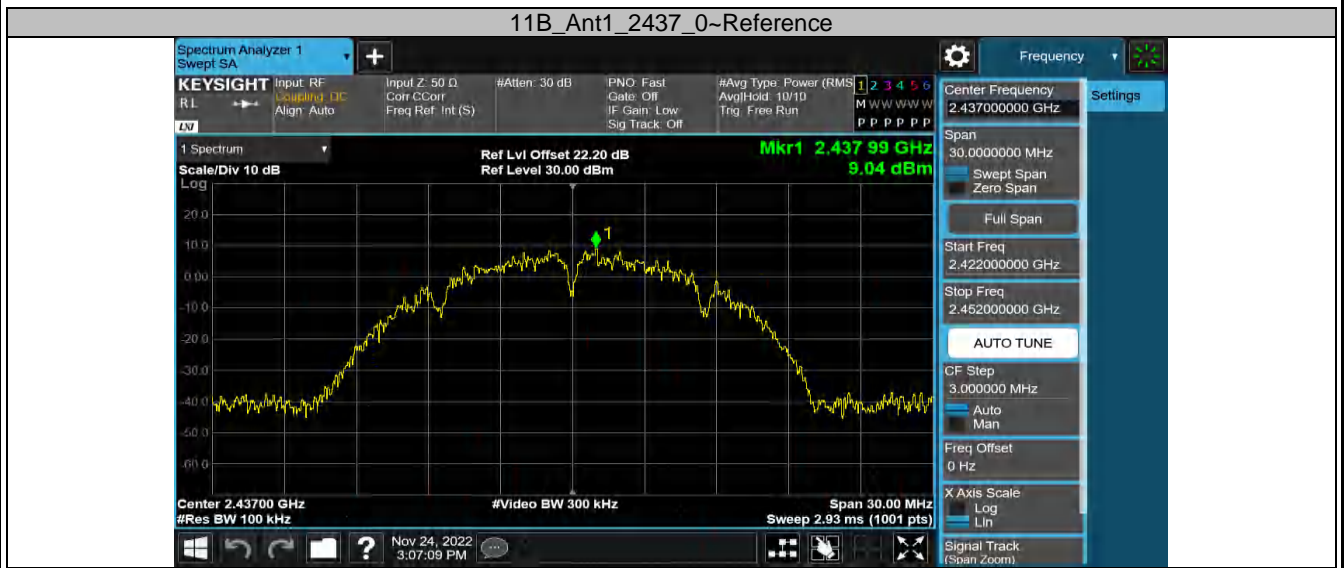 11B_Ant1_2437_0~Reference
Spectrum Analyzer 1
Swept SA
+
Frequency
KEYSIGHT
RL
LXI
Input: RF
Coupling: DC
Align: Auto
Input Z: 50 Ω
Corr CCorr
Freq Ref: Int (S)
#Atten: 30 dB
PNO: Fast
Gate: Off
IF Gain: Low
Sig Track: Off
#Avg Type: Power (RMS
Avg|Hold: 10/10
Trig: Free Run
1 2 3 4 5 6
M W W W W W
P P P P P P
Center Frequency
2.437000000 GHz
Settings
1 Spectrum
Scale/Div 10 dB
Log
Ref Lvl Offset 22.20 dB
Ref Level 30.00 dBm
Mkr1 2.437 99 GHz
9.04 dBm
Span
30.0000000 MHz
Swept Span
Zero Span
Full Span
Start Freq
2.422000000 GHz
Stop Freq
2.452000000 GHz
AUTO TUNE
CF Step
3.000000 MHz
Auto
Man
Freq Offset
0 Hz
X Axis Scale
Log
Lin
Signal Track
(Span Zoom)
20.0
10.0
0.00
-10.0
-20.0
-30.0
-40.0
-50.0
-60.0
1
Center 2.43700 GHz
#Res BW 100 kHz
#Video BW 300 kHz
Span 30.00 MHz
Sweep 2.93 ms (1001 pts)
?
Nov 24, 2022
3:07:09 PM